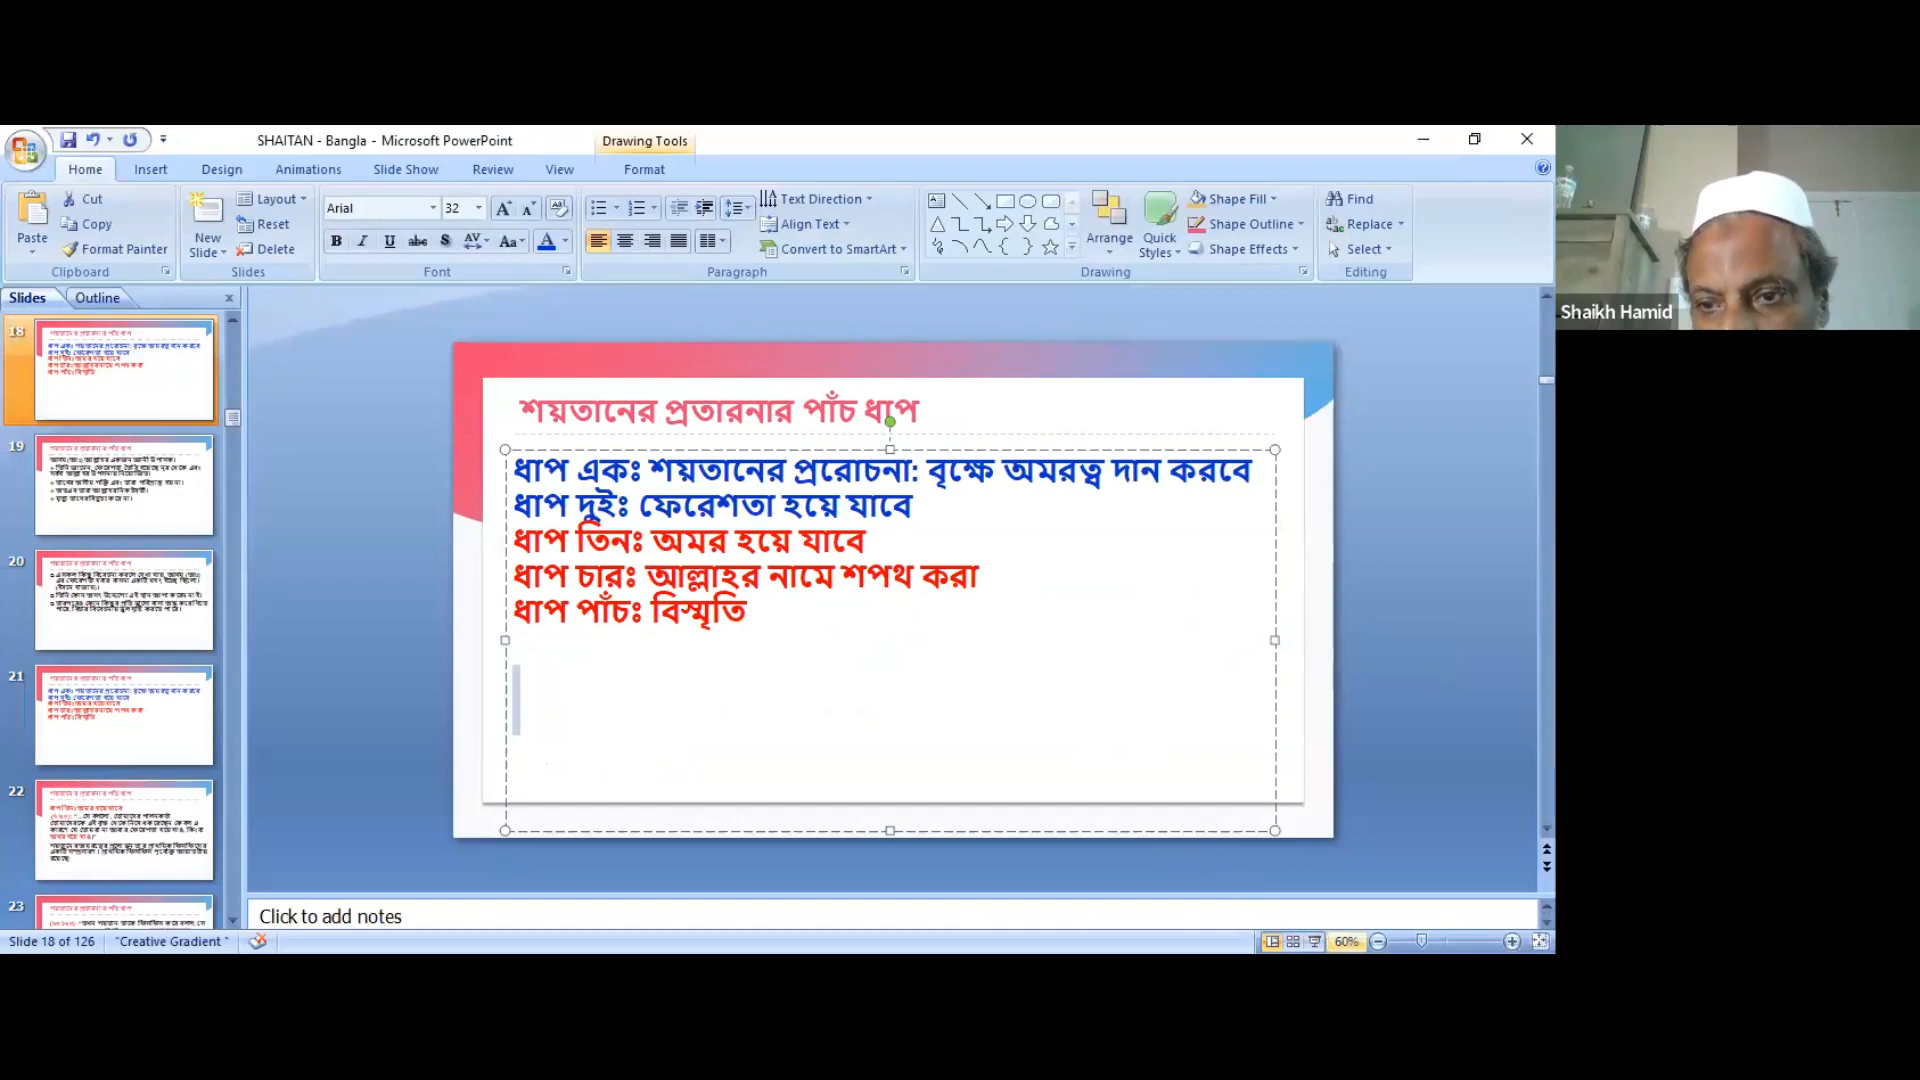 SHAITAN - Bangla - Microsoft PowerPoint
Drawing Tools
Home Insert Design Animations Slide Show Review View Format
Paste
Cut
Copy
Format Painter
Clipboard
New Slide
Layout
Reset
Delete
Slides
Arial 32
B I U abc S AV Aa A
Font
Text Direction
Align Text
Convert to SmartArt
Paragraph
Arrange
Quick Styles
Shape Fill
Shape Outline
Shape Effects
Drawing
Find
Replace
Select
Editing
Slides Outline
18
19
20
21
22
23
শয়তানের প্রতারনার পাঁচ ধাপ
ধাপ একঃ শয়তানের প্ররোচনা: বৃক্ষে অমরত্ব দান করবে
ধাপ দুইঃ ফেরেশতা হয়ে যাবে
ধাপ তিনঃ অমর হয়ে যাবে
ধাপ চারঃ আল্লাহর নামে শপথ করা
ধাপ পাঁচঃ বিস্মৃতি
Click to add notes
Slide 18 of 126 "Creative Gradient" 60%
Shaikh Hamid